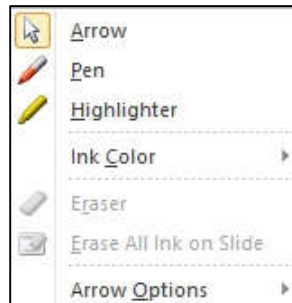 Arrow
Pen
Highlighter
Ink Color
Eraser
Erase All Ink on Slide
Arrow Options